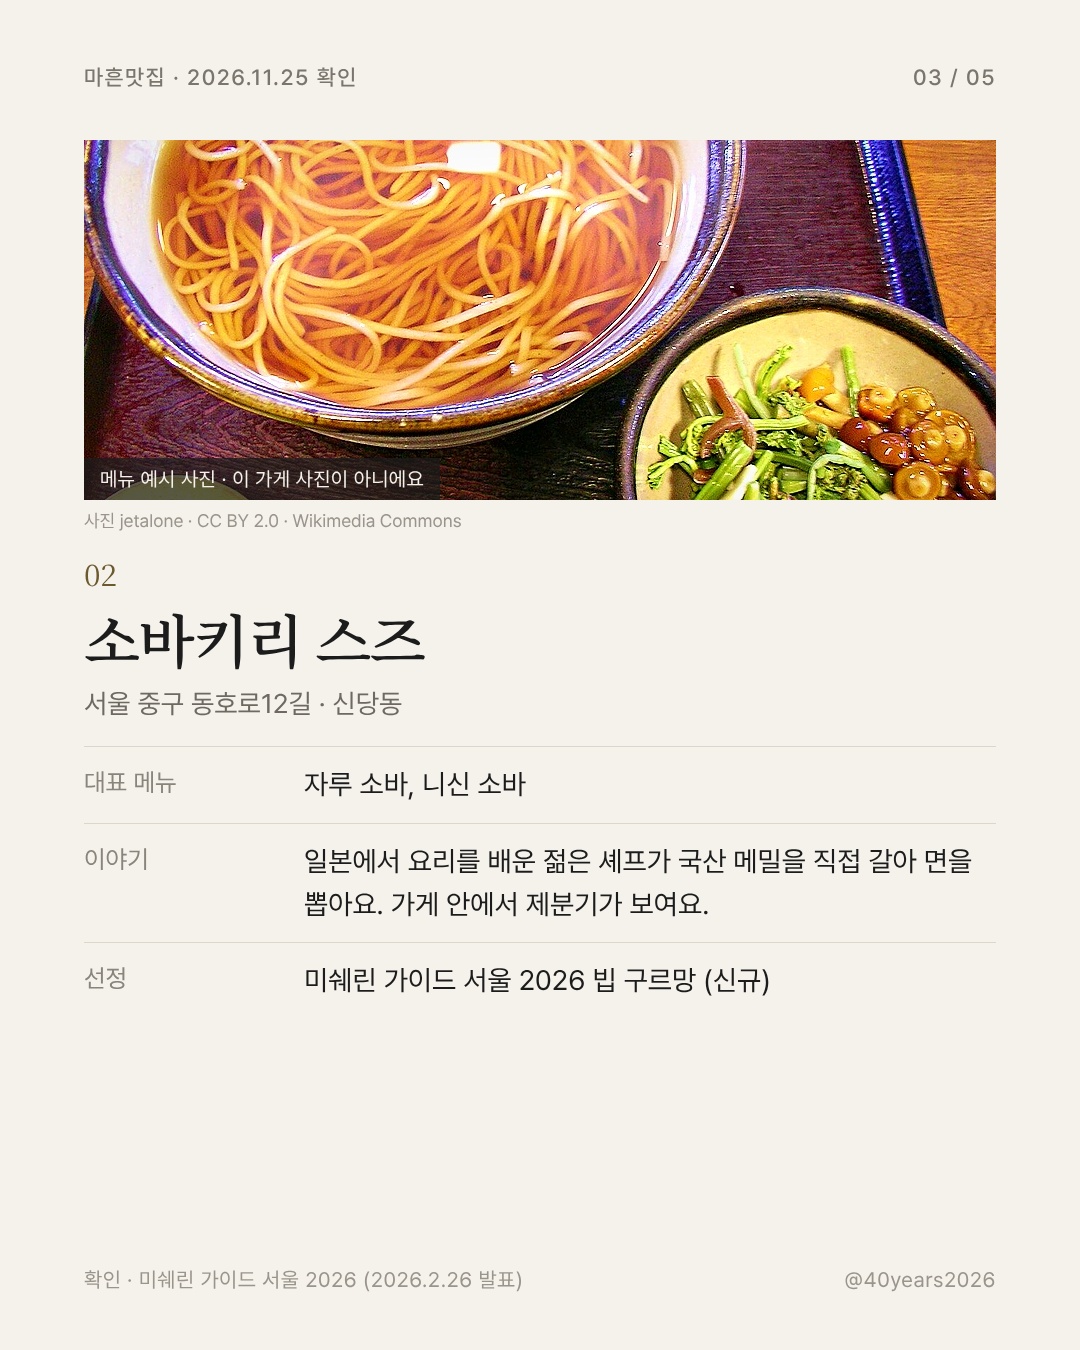 마흔맛집 · 2026.11.25 확인
03 / 05
메뉴 예시 사진 · 이 가게 사진이 아니에요
사진 jetalone · CC BY 2.0 · Wikimedia Commons
02
소바키리 스즈
서울 중구 동호로12길 · 신당동
대표 메뉴
자루 소바, 니신 소바
이야기
일본에서 요리를 배운 젊은 셰프가 국산 메밀을 직접 갈아 면을
뽑아요. 가게 안에서 제분기가 보여요.
선정
미쉐린 가이드 서울 2026 빕 구르망 (신규)
확인 · 미쉐린 가이드 서울 2026 (2026.2.26 발표)
@40years2026